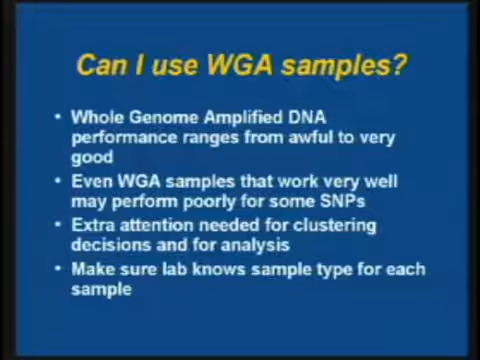 Can I use WGA samples?
• Whole Genome Amplified DNA
performance ranges from awful to very
good
• Even WGA samples that work very well
may perform poorly for some SNPs
• Extra attention needed for clustering
decisions and for analysis
• Make sure lab knows sample type for each
sample